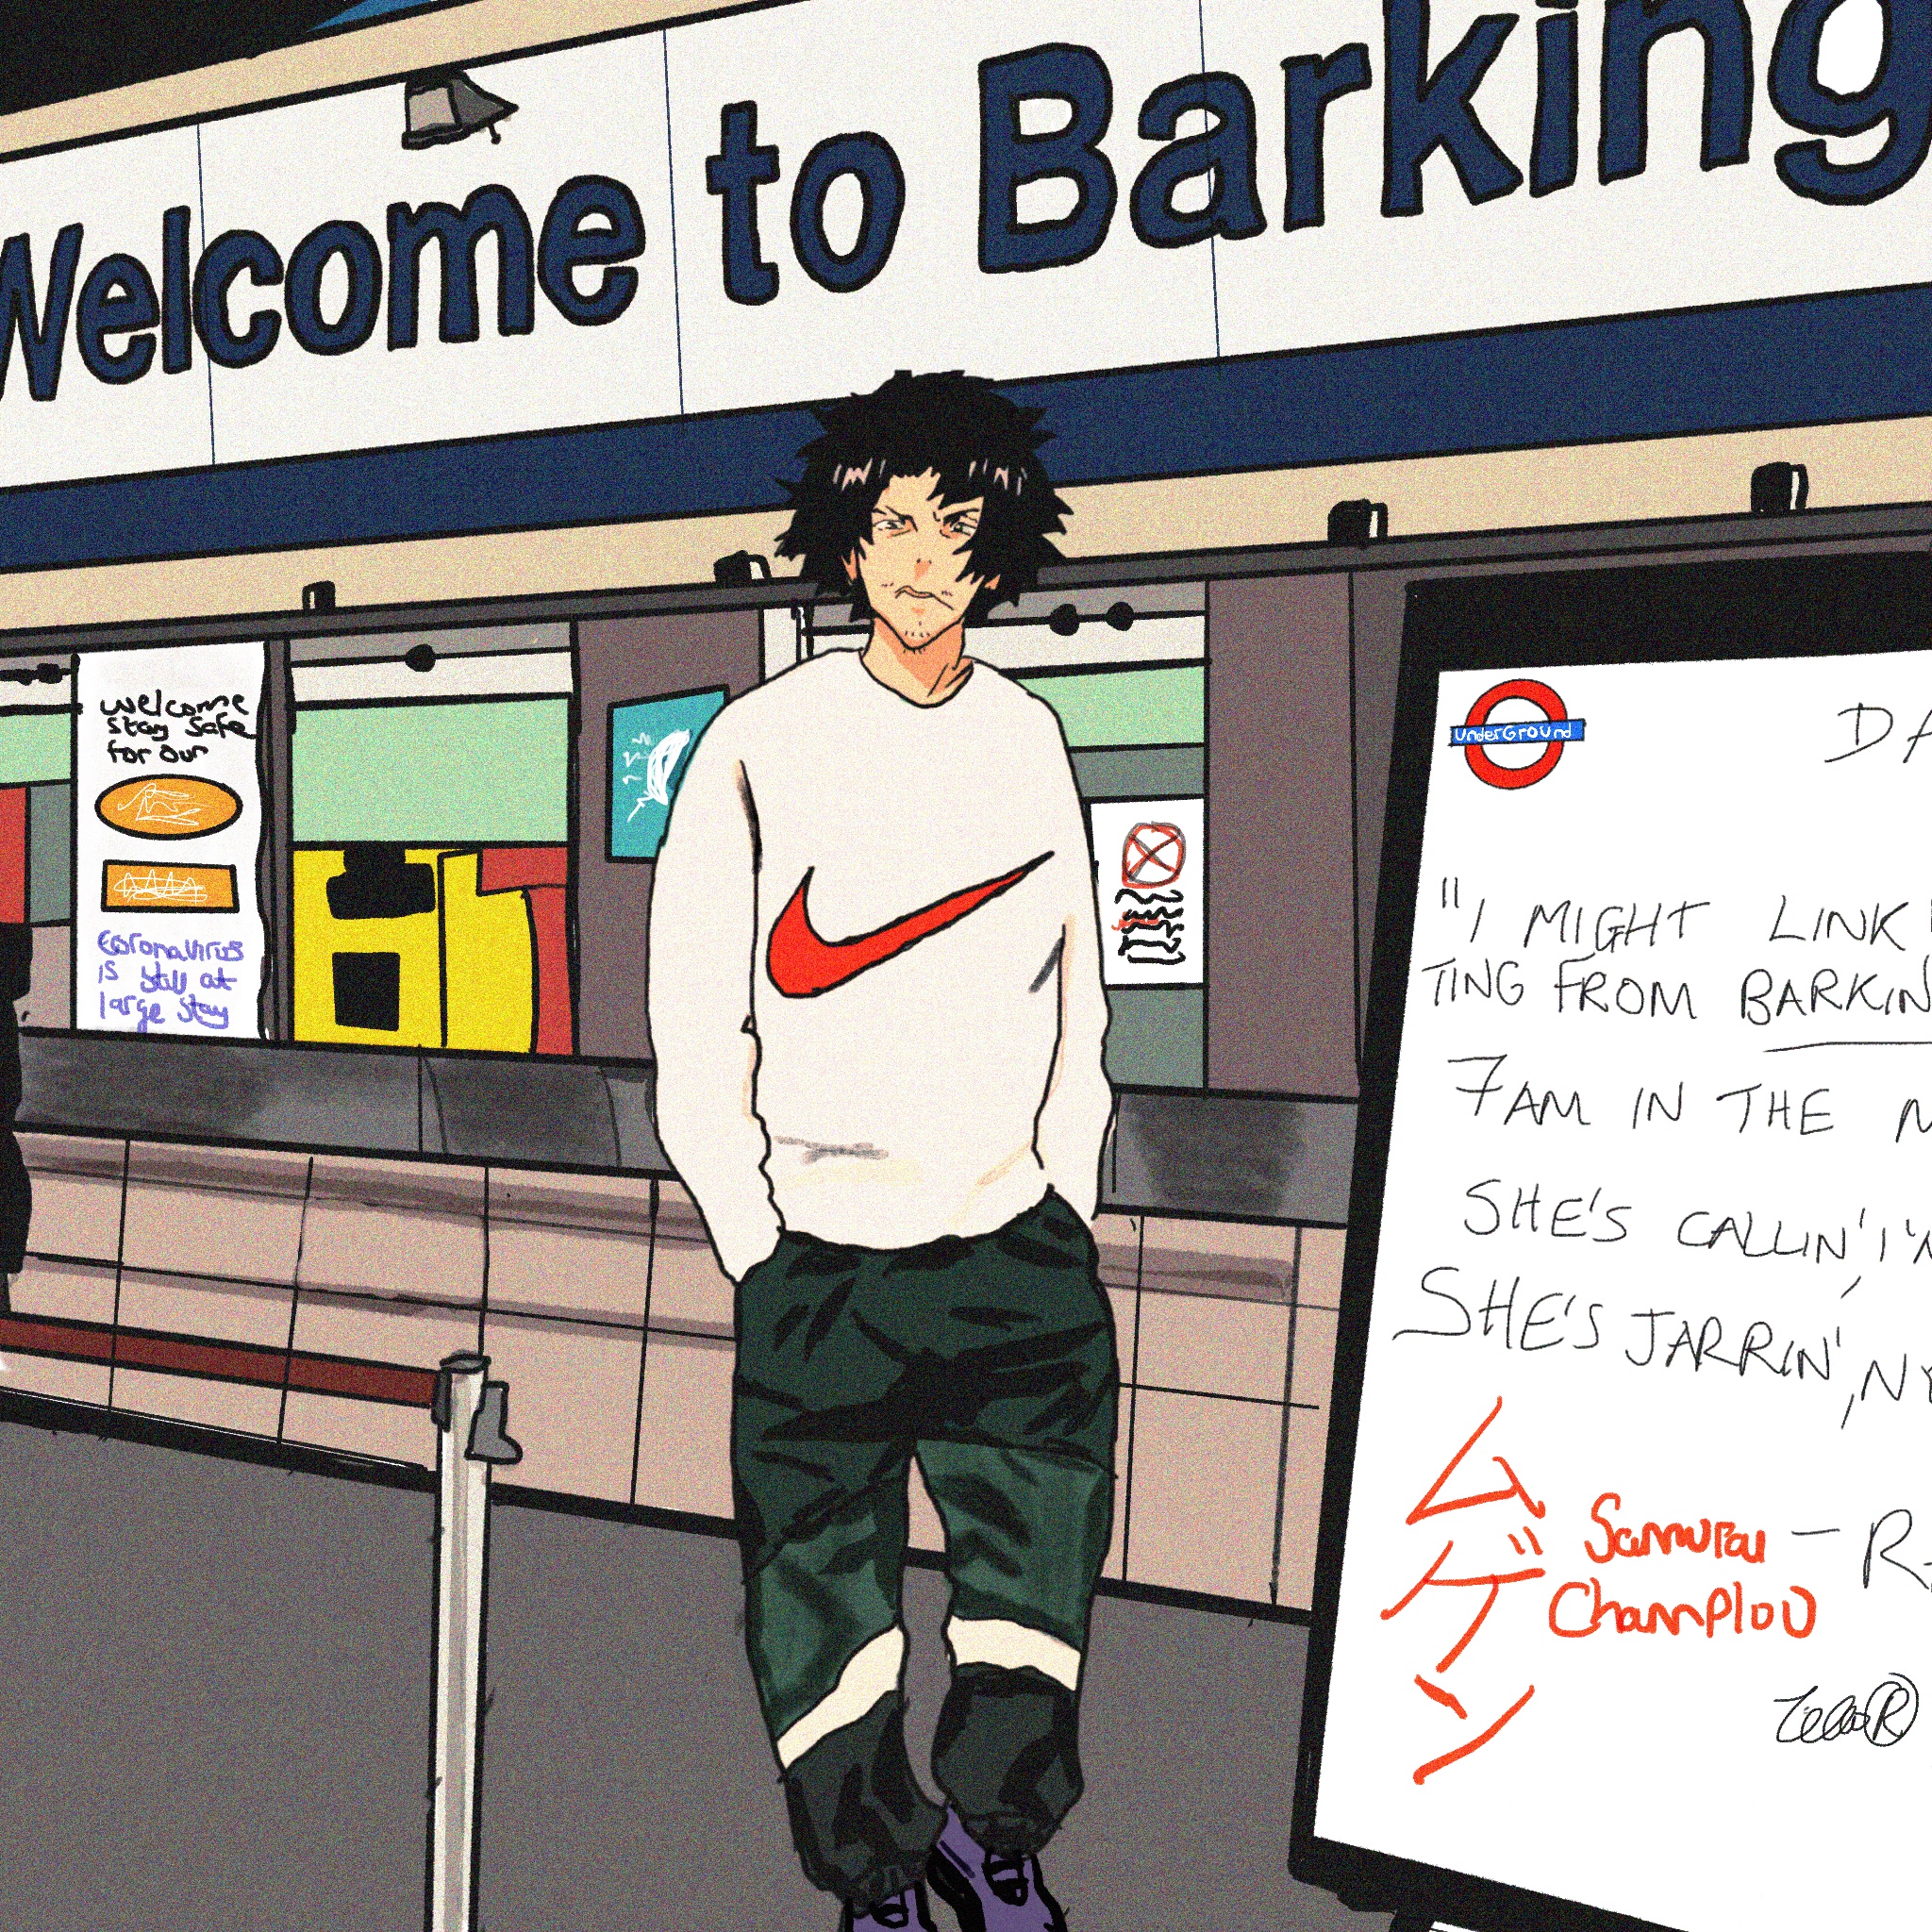 Welcome to Barking
welcome
stay safe
for our
Coronavirus
is still at
large stay
UnderGround
DA
"I MIGHT LINK
TING FROM BARKIN
7AM IN THE M
SHE'S CALLIN', I'M
SHE'S JARRIN', NY
ムゲン
Samurai
Champloo
— R